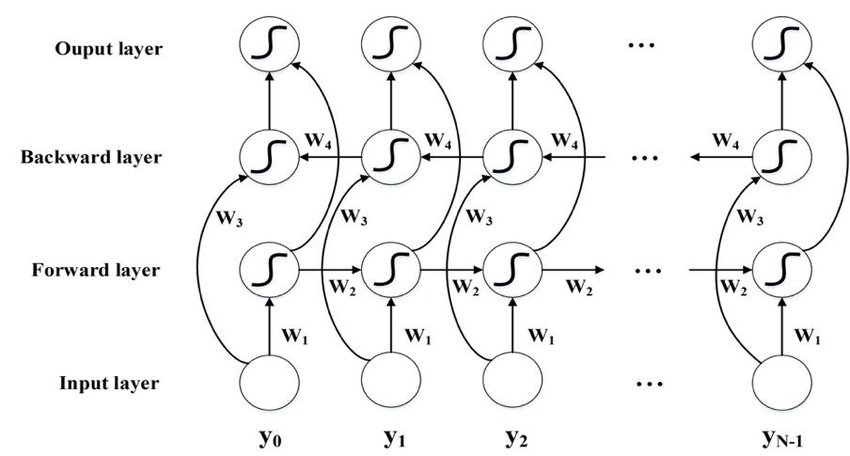 Ouput layer ...
W4 W4 W4 W4
Backward layer ...
W3 W3 W3 W3
Forward layer ...
W2 W2 W2 W2
W1 W1 W1 W1
Input layer ...
y0 y1 y2 yN-1